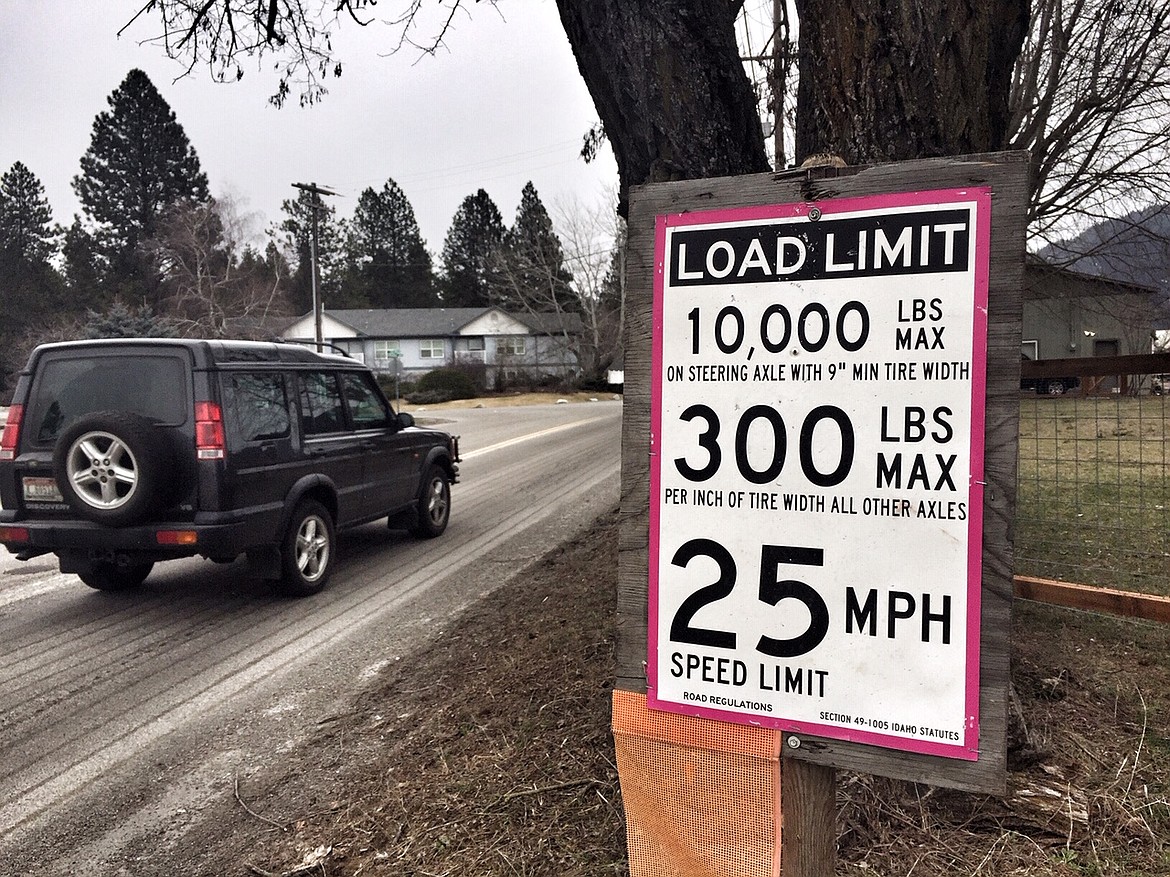 LOAD LIMIT
10,000 LBS MAX
ON STEERING AXLE WITH 9" MIN TIRE WIDTH
300 LBS MAX
PER INCH OF TIRE WIDTH ALL OTHER AXLES
25 MPH
SPEED LIMIT
ROAD REGULATIONS
SECTION 49-1005 IDAHO STATUTES
DISCOVERY
V8